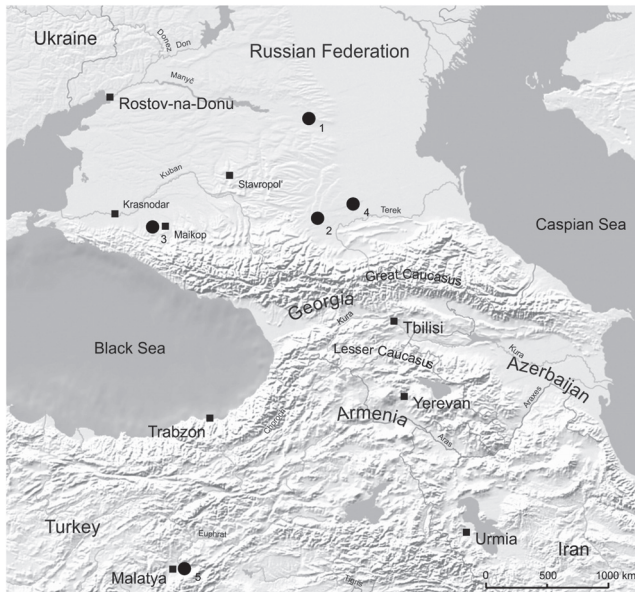 Ukraine
Donez
Don
Russian Federation
Manyč
Rostov-na-Donu
1
Kuban
Stavropol'
Krasnodar
4
Terek
2
3
Maikop
Caspian Sea
Great Caucasus
Georgia
Kura
Tbilisi
Black Sea
Lesser Caucasus
Kura
Azerbaijan
Yerevan
Araxes
Armenia
Trabzon
Aras
Turkey
Euphrat
Urmia
Iran
Malatya
5
Tigris
0 500 1000 km